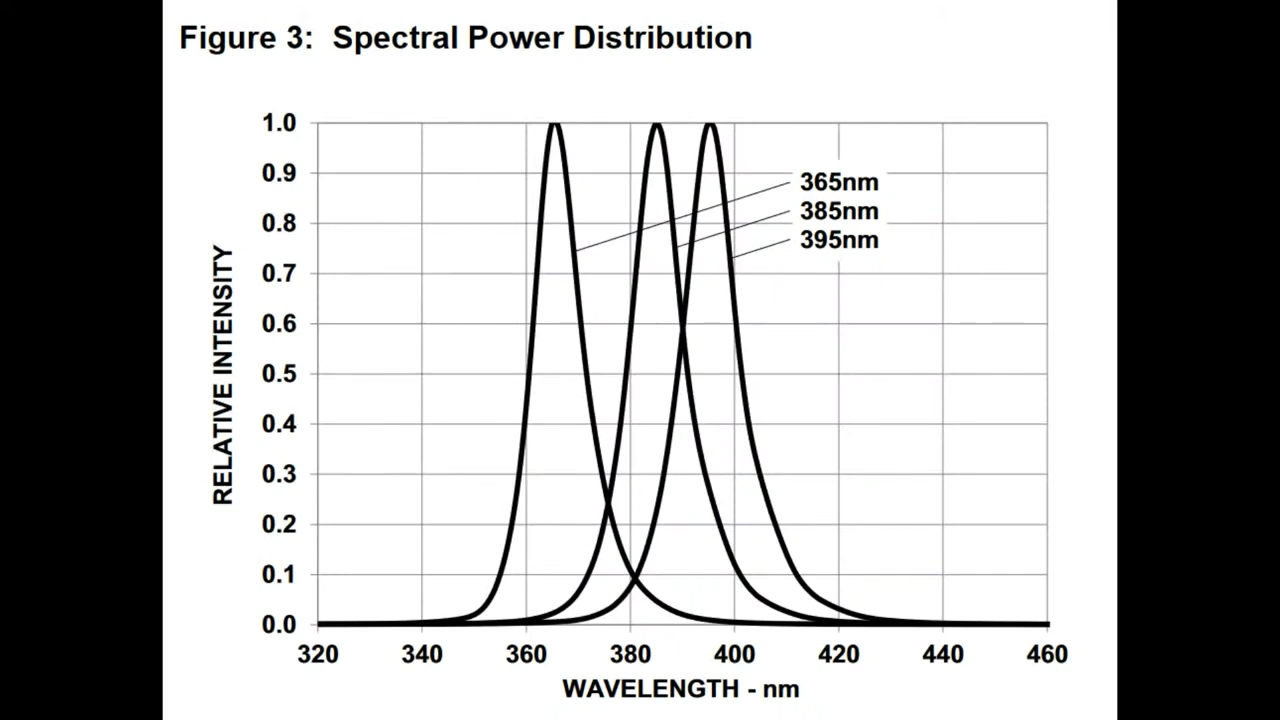 Figure 3: Spectral Power Distribution
1.0
0.9
0.8
0.7
0.6
0.5
0.4
0.3
0.2
0.1
0.0
RELATIVE INTENSITY
365nm
385nm
395nm
320 340 360 380 400 420 440 460
WAVELENGTH - nm